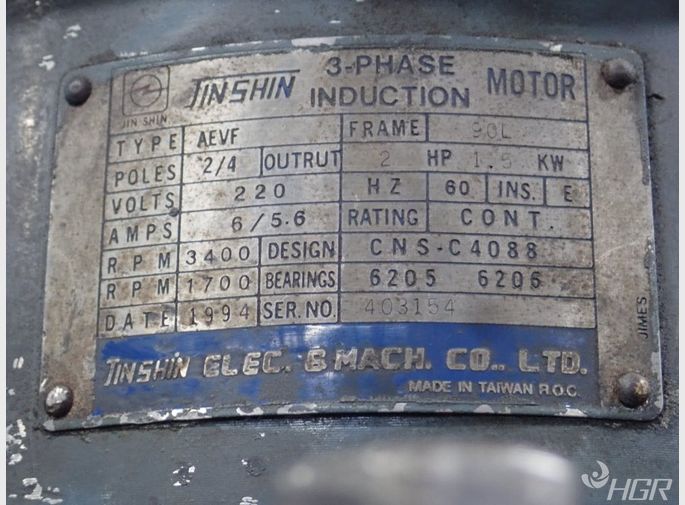 JIN SHIN
JINSHIN 3-PHASE INDUCTION MOTOR
TYPE AEVF FRAME 90L
POLES 2/4 OUTRUT 2 HP 1.5 KW
VOLTS 220 HZ 60 INS. E
AMPS 6/5.6 RATING CONT.
RPM 3400 DESIGN CNS-C4088
RPM 1700 BEARINGS 6205 6205
DATE 1994 SER.NO. 403154
JINSHIN ELEC. & MACH. CO., LTD.
MADE IN TAIWAN R.O.C.
JIMES
HGR